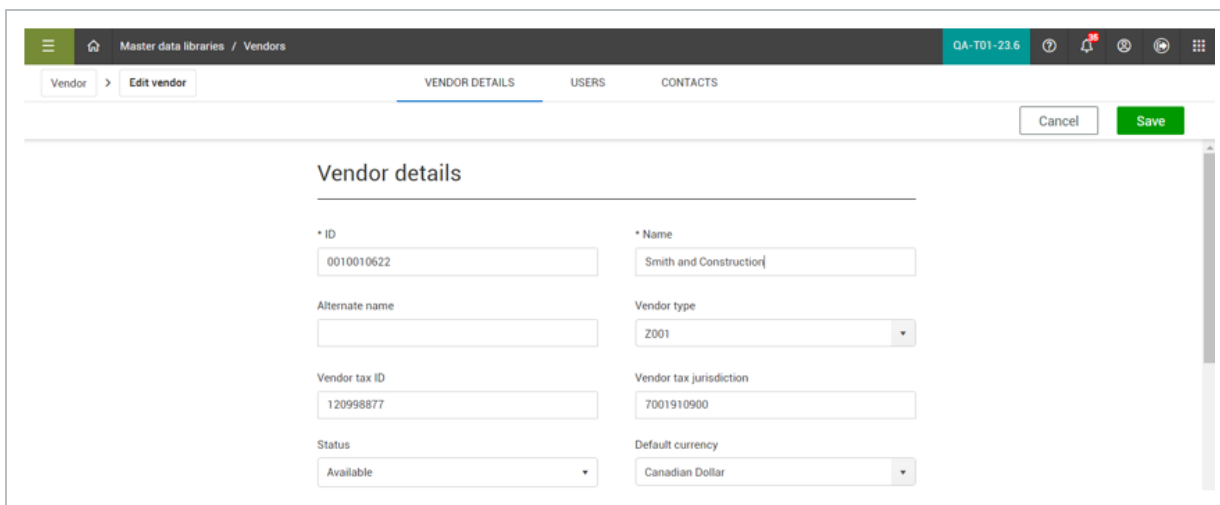 Master data libraries / Vendors
QA-T01-23.6
35
Vendor > Edit vendor
VENDOR DETAILS USERS CONTACTS
Cancel Save
Vendor details
* ID * Name
0010010622 Smith and Construction
Alternate name Vendor type
Z001
Vendor tax ID Vendor tax jurisdiction
120998877 7001910900
Status Default currency
Available Canadian Dollar